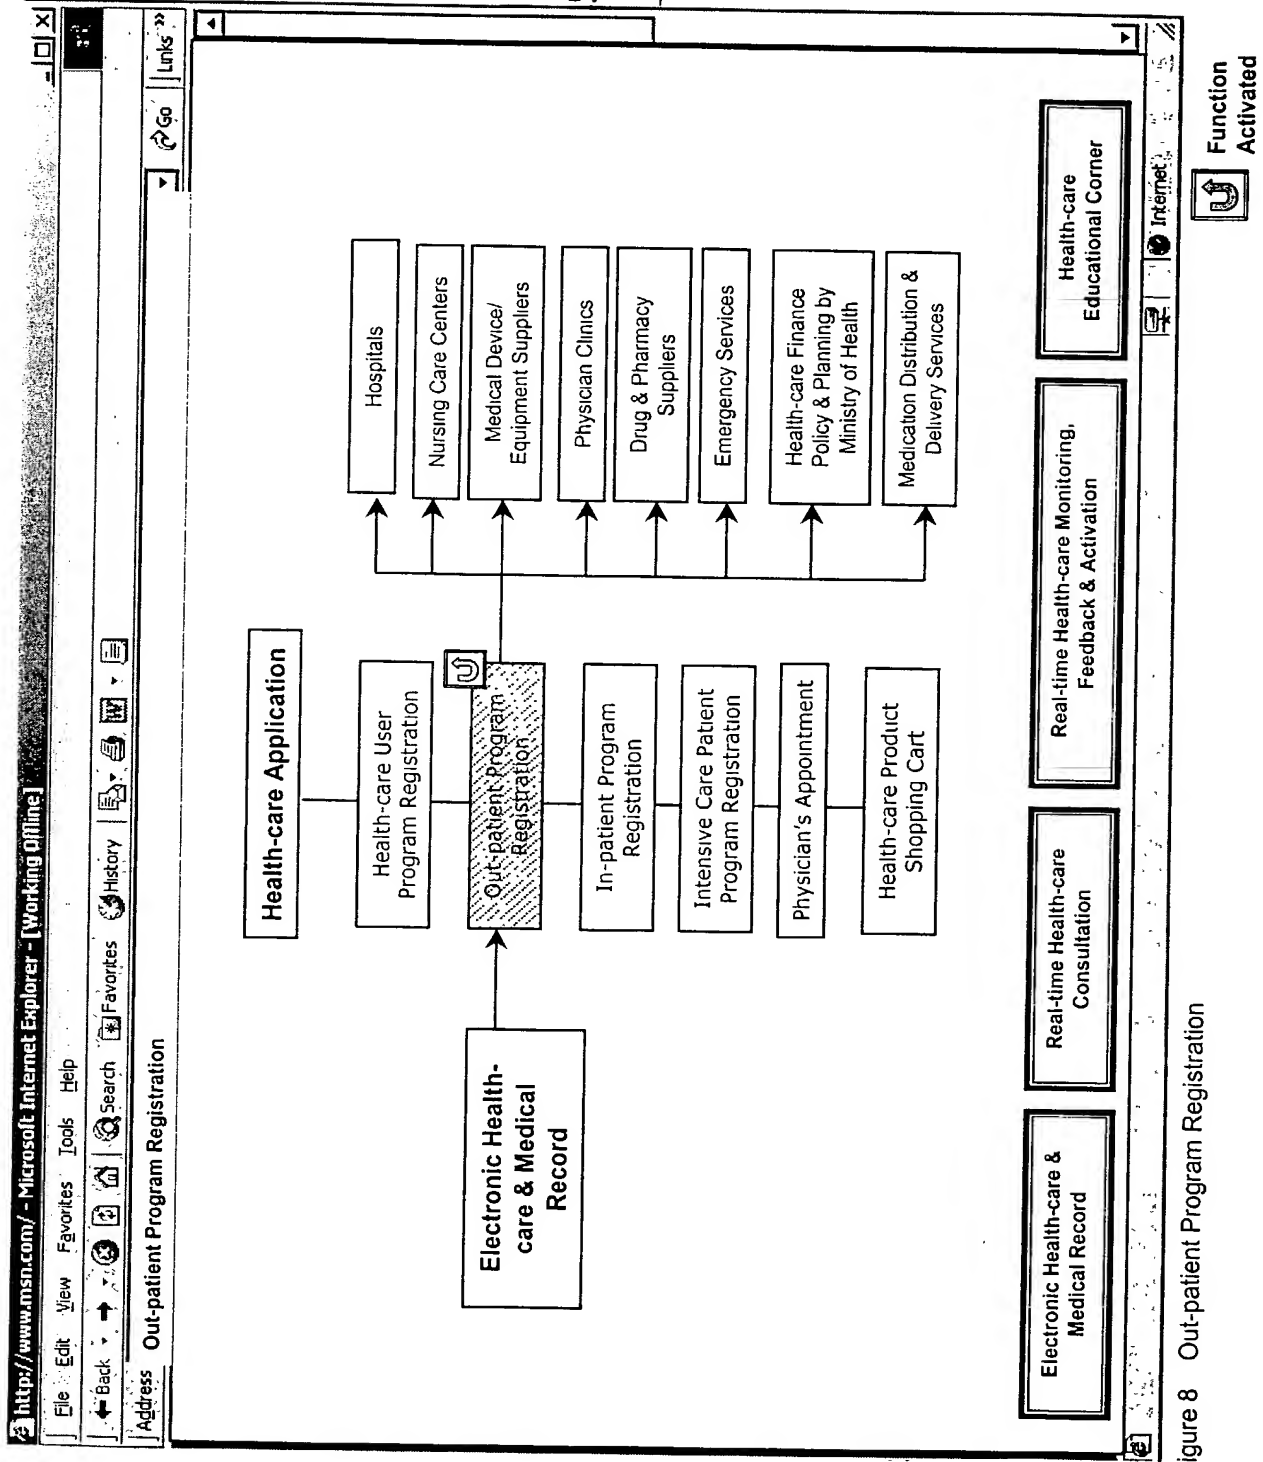 http://www.msn.com/ - Microsoft Internet Explorer - [Working Offline]
File Edit View Favorites Tools Help
Back Search Favorites History
Address Out-patient Program Registration Go Links »
Health-care Application
Health-care User
Program Registration
Out-patient Program
Registration
In-patient Program
Registration
Intensive Care Patient
Program Registration
Physician's Appointment
Health-care Product
Shopping Cart
Electronic Health-
care & Medical
Record
Hospitals
Nursing Care Centers
Medical Device/
Equipment Suppliers
Physician Clinics
Drug & Pharmacy
Suppliers
Emergency Services
Health-care Finance
Policy & Planning by
Ministry of Health
Medication Distribution &
Delivery Services
Electronic Health-care &
Medical Record
Real-time Health-care
Consultation
Real-time Health-care Monitoring,
Feedback & Activation
Health-care
Educational Corner
Internet
igure 8 Out-patient Program Registration
Function
Activated